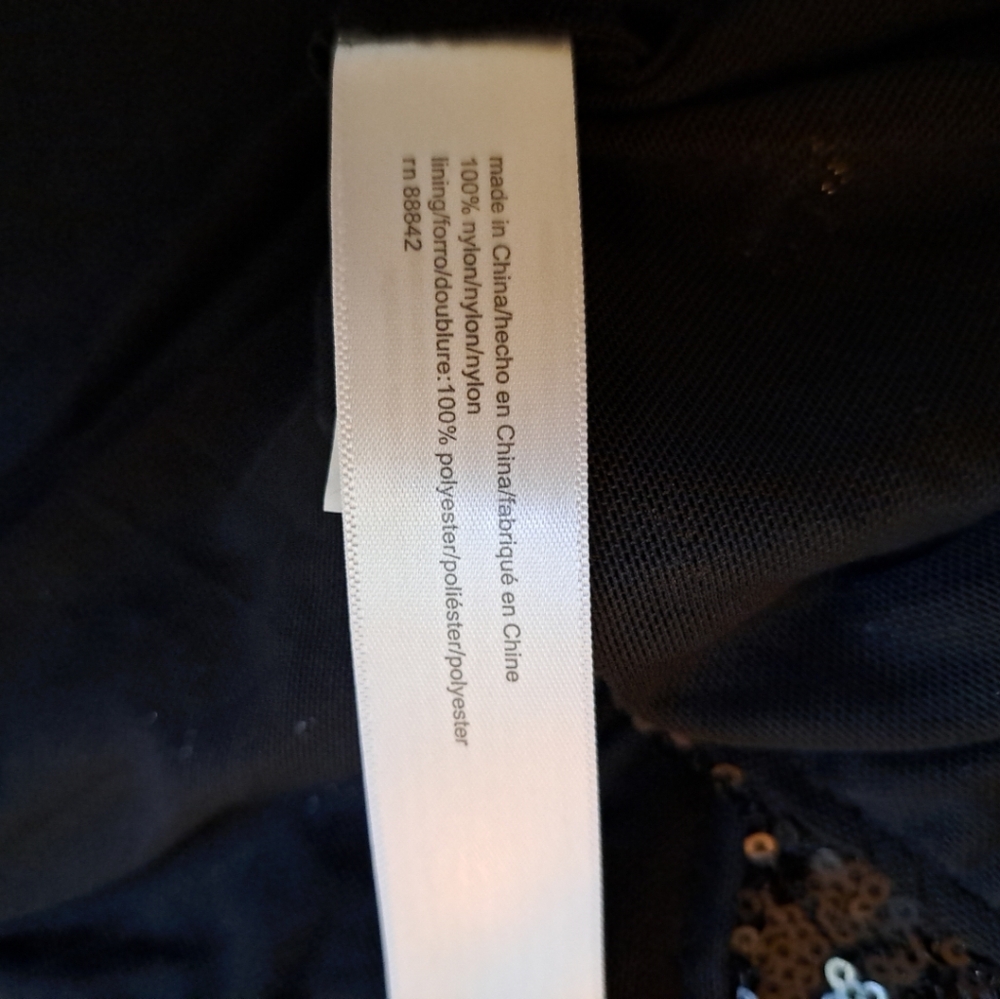 made in China/hecho en China/fabriqué en Chine
100% nylon/nylon/nylon
lining/forro/doublure:100% polyester/poliéster/polyester
rn 88842